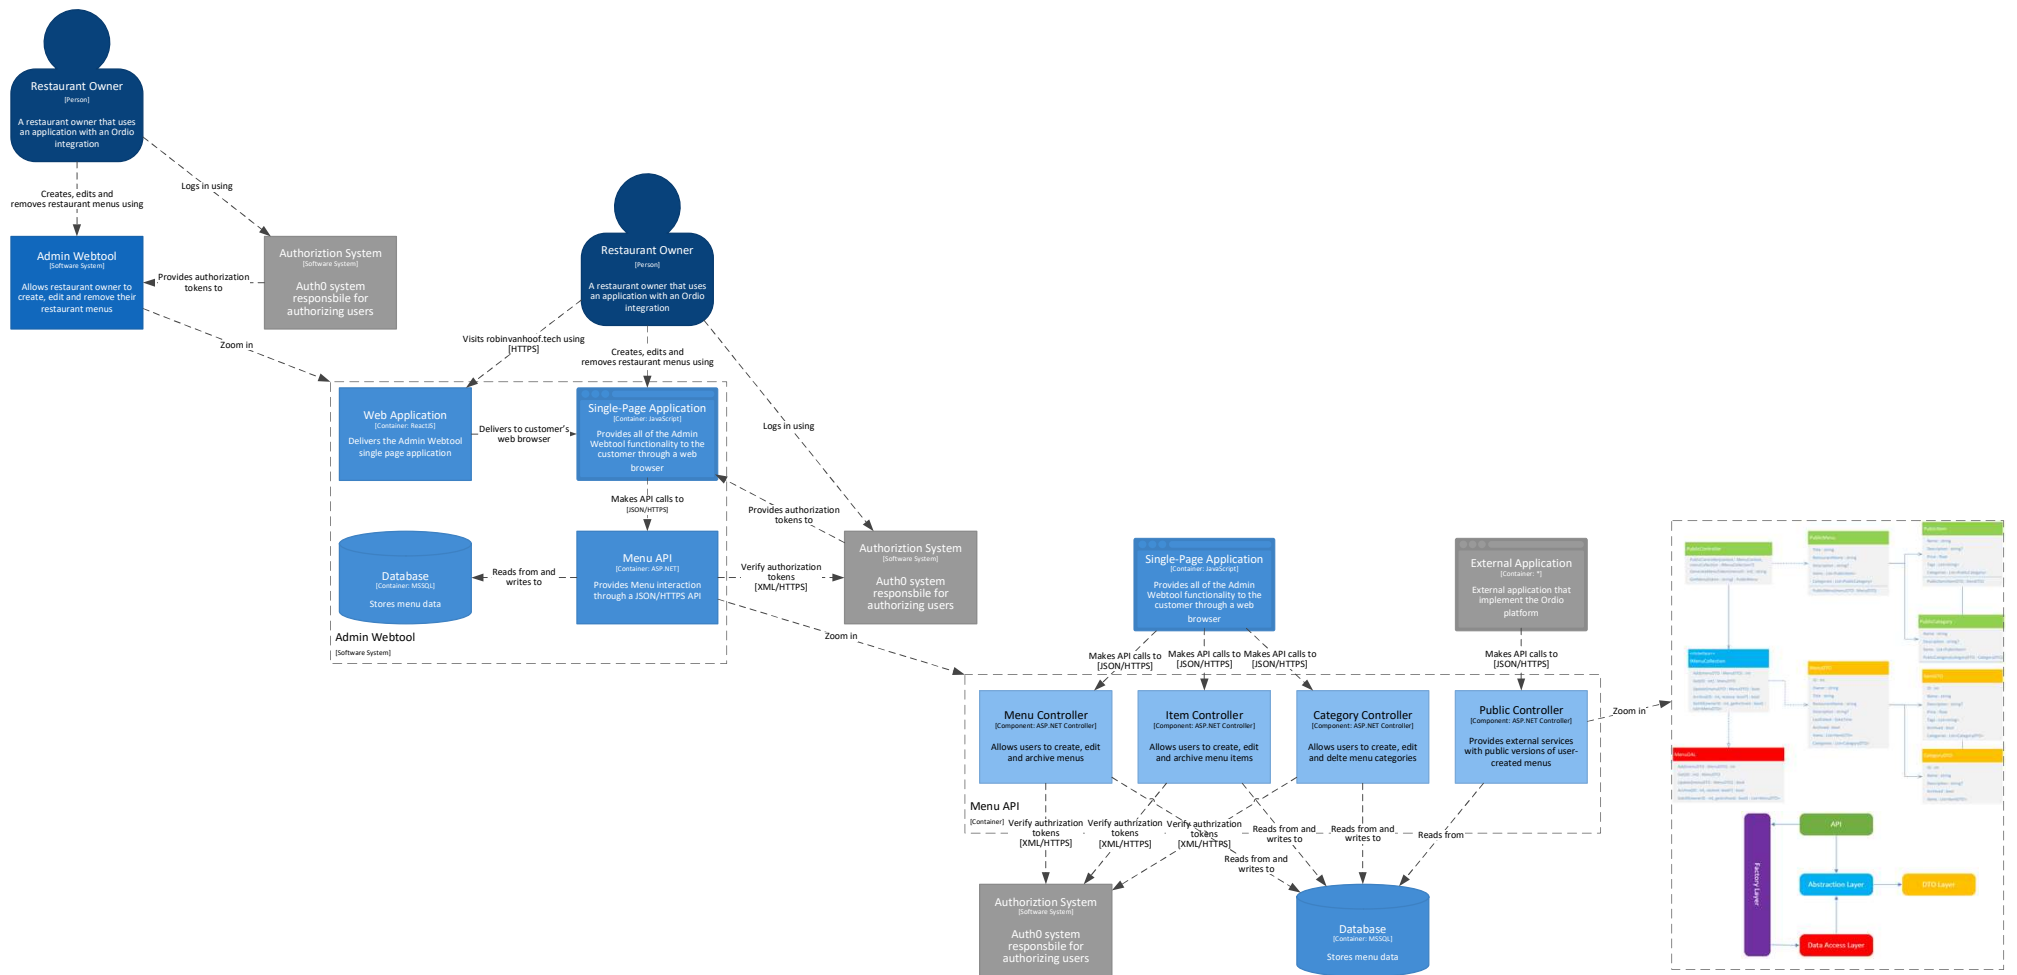 Restaurant Owner
[Person]
A restaurant owner that uses
an application with an Ordio
integration
Creates, edits and
removes restaurant menus using
Logs in using
Admin Webtool
[Software System]
Allows restaurant owner to
create, edit and remove their
restaurant menus
Provides authorization
tokens to
Authoriztion System
[Software System]
Auth0 system
responsbile for
authorizing users
Zoom in
Restaurant Owner
[Person]
A restaurant owner that uses
an application with an Ordio
integration
Visits robinvanhoof.tech using
[HTTPS]
Creates, edits and
removes restaurant menus using
Logs in using
Web Application
[Container: ReactJS]
Delivers the Admin Webtool
single page application
Delivers to customer's
web browser
Single-Page Application
[Container: JavaScript]
Provides all of the Admin
Webtool functionality to the
customer through a web
browser
Makes API calls to
[JSON/HTTPS]
Provides authorization
tokens to
Database
[Container: MSSQL]
Stores menu data
Reads from and
writes to
Menu API
[Container: ASP.NET]
Provides Menu interaction
through a JSON/HTTPS API
Verify authorization
tokens
[XML/HTTPS]
Authoriztion System
[Software System]
Auth0 system
responsbile for
authorizing users
Admin Webtool
[Software System]
Zoom in
Single-Page Application
[Container: JavaScript]
Provides all of the Admin
Webtool functionality to the
customer through a web
browser
External Application
[Container: *]
External application that
implement the Ordio
platform
Makes API calls to
[JSON/HTTPS]
Makes API calls to
[JSON/HTTPS]
Makes API calls to
[JSON/HTTPS]
Makes API calls to
[JSON/HTTPS]
Menu Controller
[Component: ASP.NET Controller]
Allows users to create, edit
and archive menus
Item Controller
[Component: ASP.NET Controller]
Allows users to create, edit
and archive menu items
Category Controller
[Component: ASP.NET Controller]
Allows users to create, edit
and delte menu categories
Public Controller
[Component: ASP.NET Controller]
Provides external services
with public versions of user-
created menus
Zoom in
Menu API
[Container]
Verify authrization
tokens
[XML/HTTPS]
Verify authrization
tokens
[XML/HTTPS]
Verify authrization
tokens
[XML/HTTPS]
Reads from and
writes to
Reads from and
writes to
Reads from and
writes to
Reads from
Authoriztion System
[Software System]
Auth0 system
responsbile for
authorizing users
Database
[Container: MSSQL]
Stores menu data
PublicController
PublicMenu
PublicItem
PublicCategory
IMenuCollection
MenuDTO
MenuDAL
CategoryDTO
Factory Layer
API
Abstraction Layer
DTO Layer
Data Access Layer